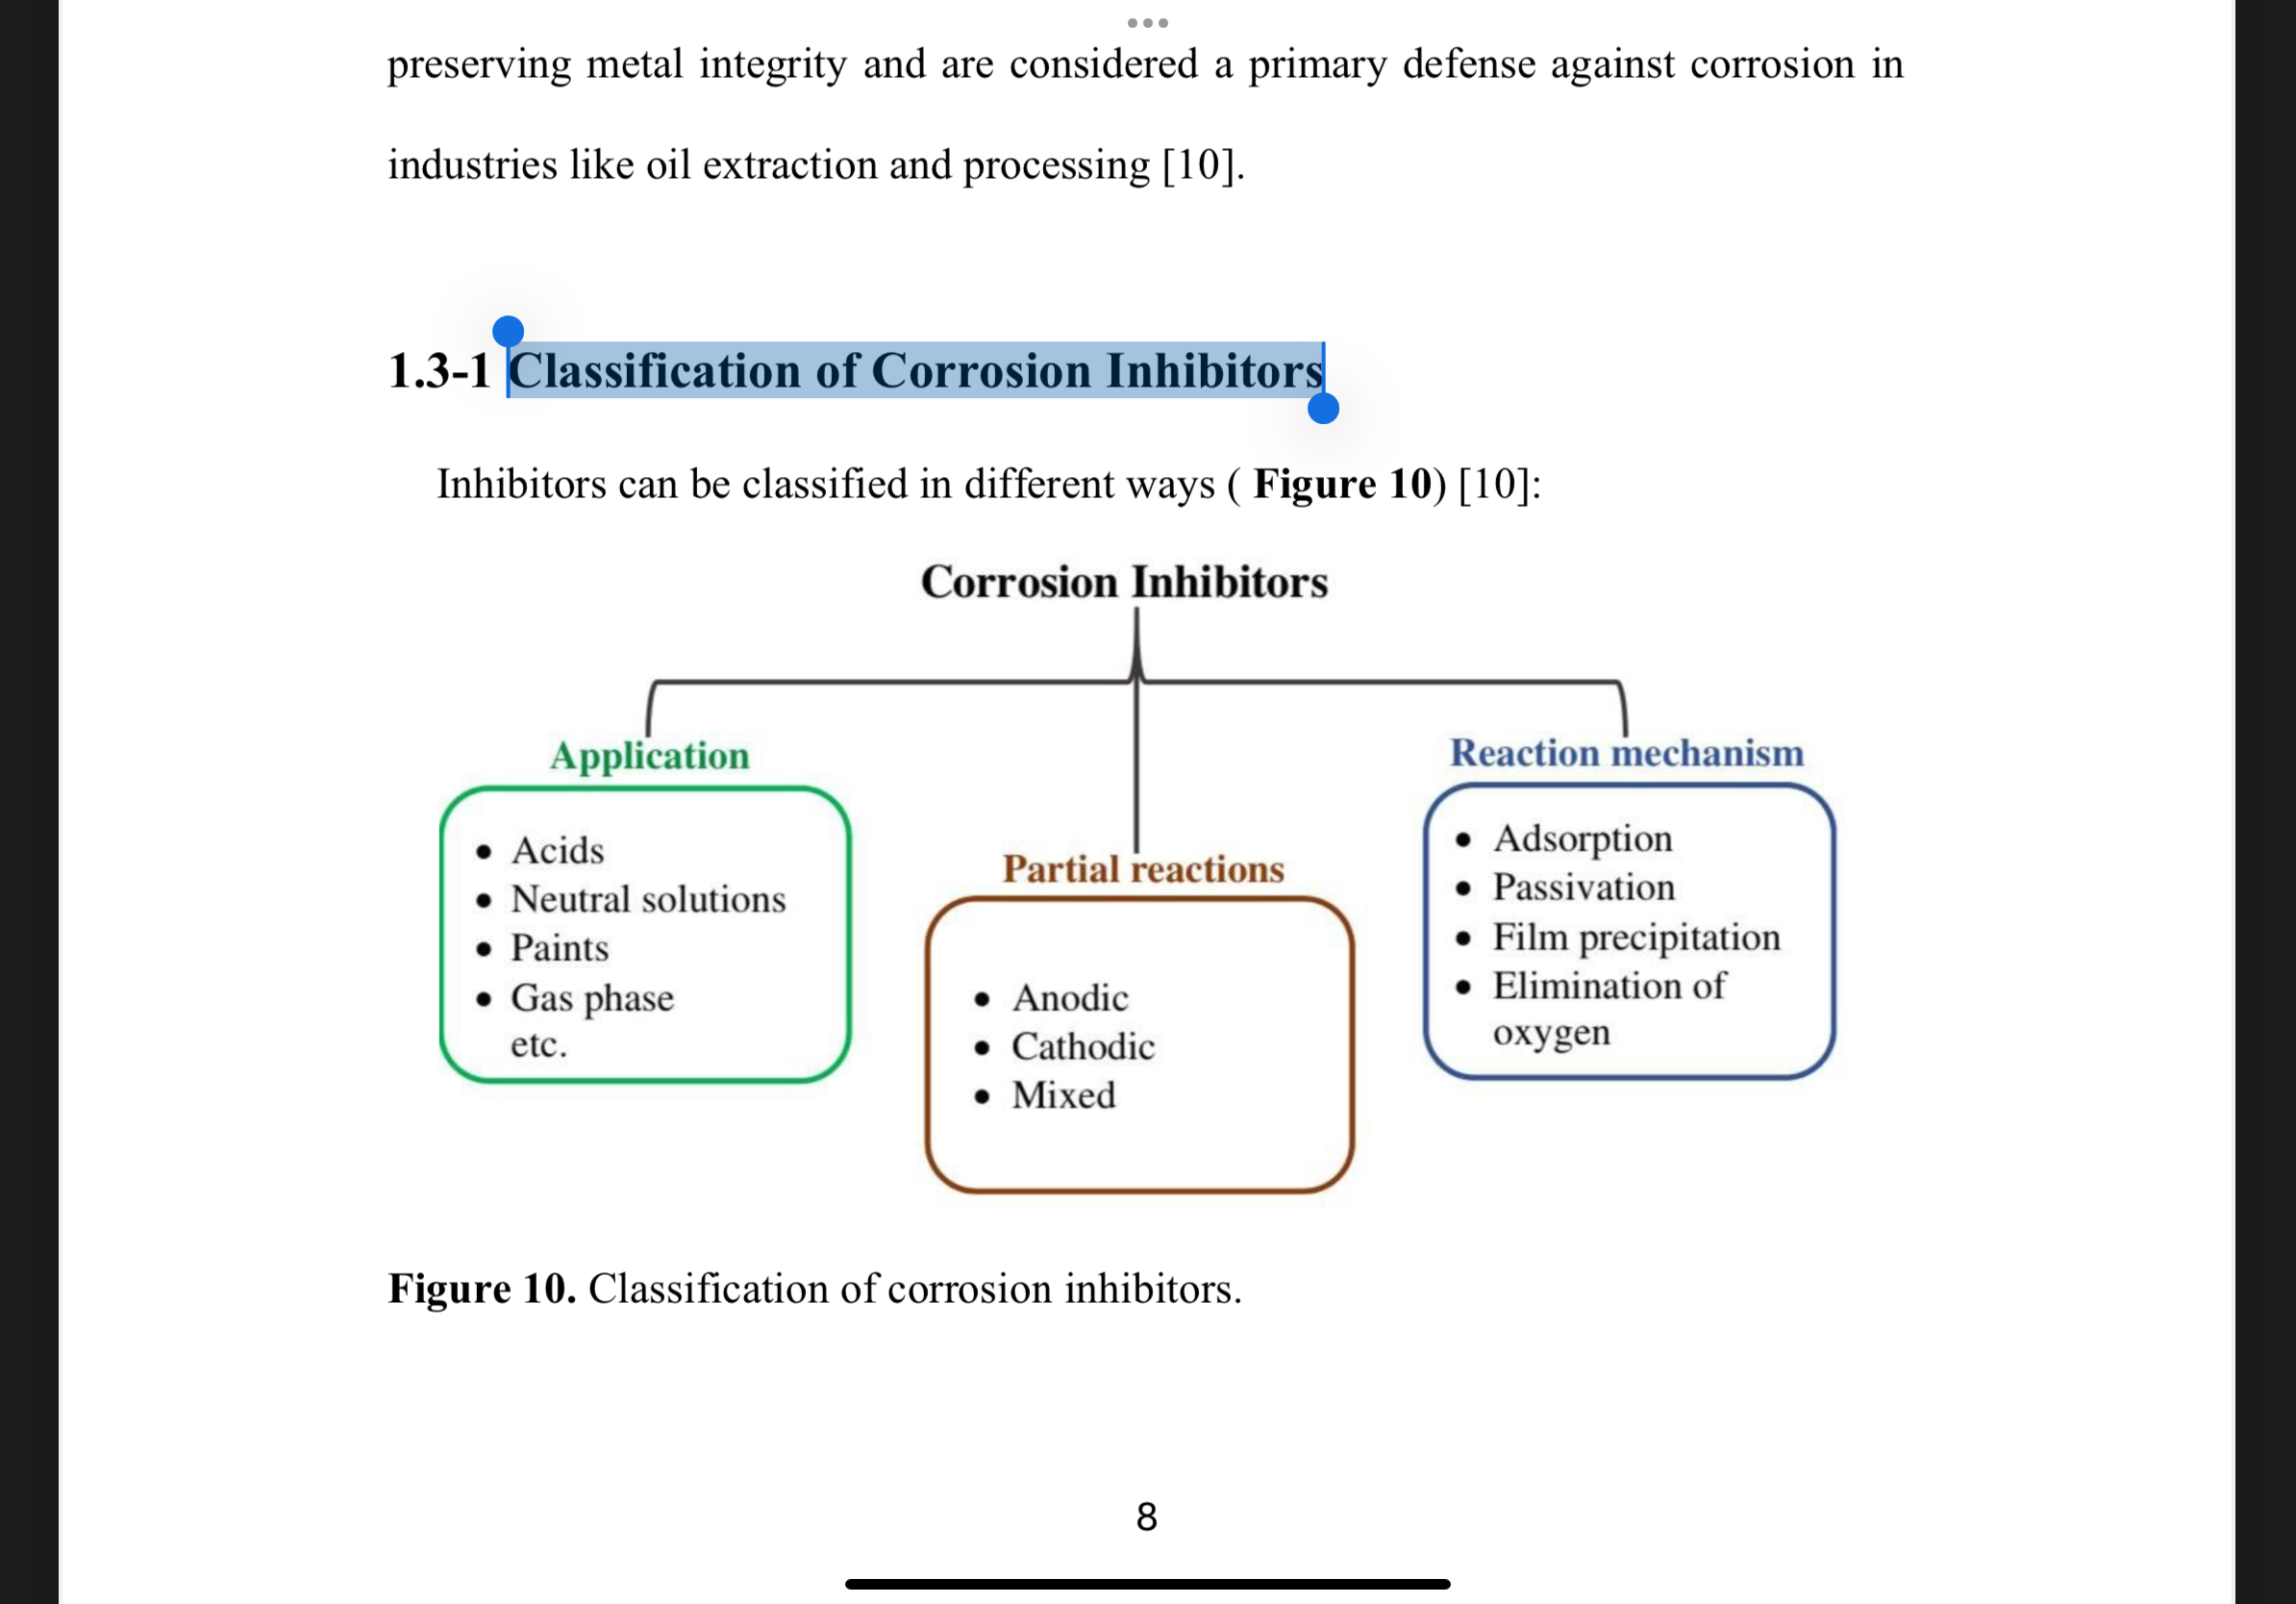 preserving metal integrity and are considered a primary defense against corrosion in
industries like oil extraction and processing [10].
1.3-1 Classification of Corrosion Inhibitors
Inhibitors can be classified in different ways ( Figure 10) [10]:
Corrosion Inhibitors
Application
• Acids
• Neutral solutions
• Paints
• Gas phase
etc.
Partial reactions
• Anodic
• Cathodic
• Mixed
Reaction mechanism
• Adsorption
• Passivation
• Film precipitation
• Elimination of
oxygen
Figure 10. Classification of corrosion inhibitors.
8